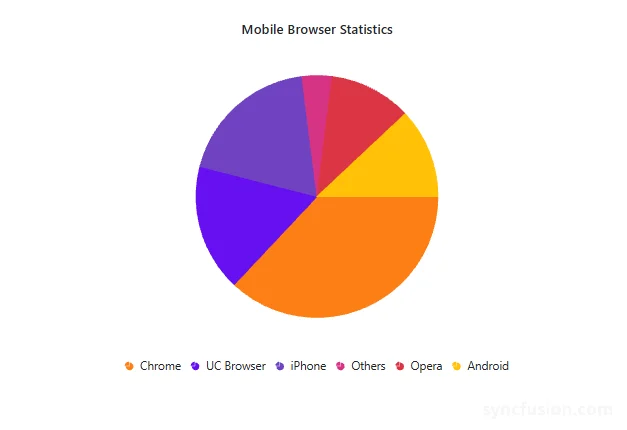 Mobile Browser Statistics
Chrome UC Browser iPhone Others Opera Android
syncfusion.com